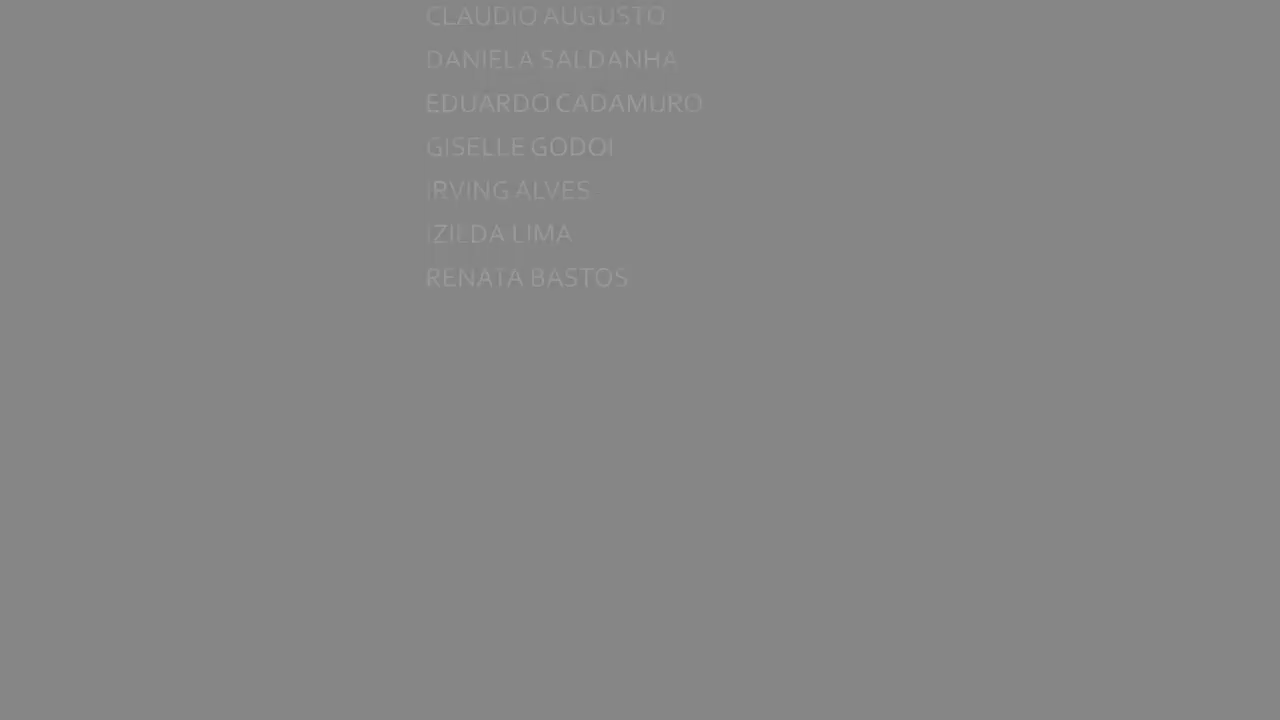 CLAUDIO AUGUSTO
DANIELA SALDANHA
EDUARDO CADAMURO
GISELLE GODOI
IRVING ALVES
IZILDA LIMA
RENATA BASTOS